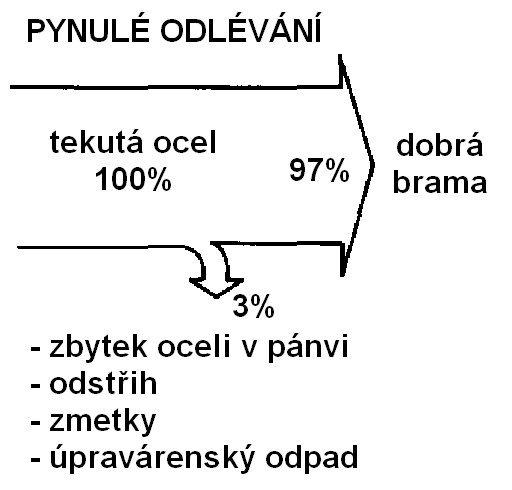 PYNULÉ ODLÉVÁNÍ
tekutá ocel
100%
97%
dobrá
brama
3%
- zbytek oceli v pánvi
- odstřih
- zmetky
- úpravárenský odpad